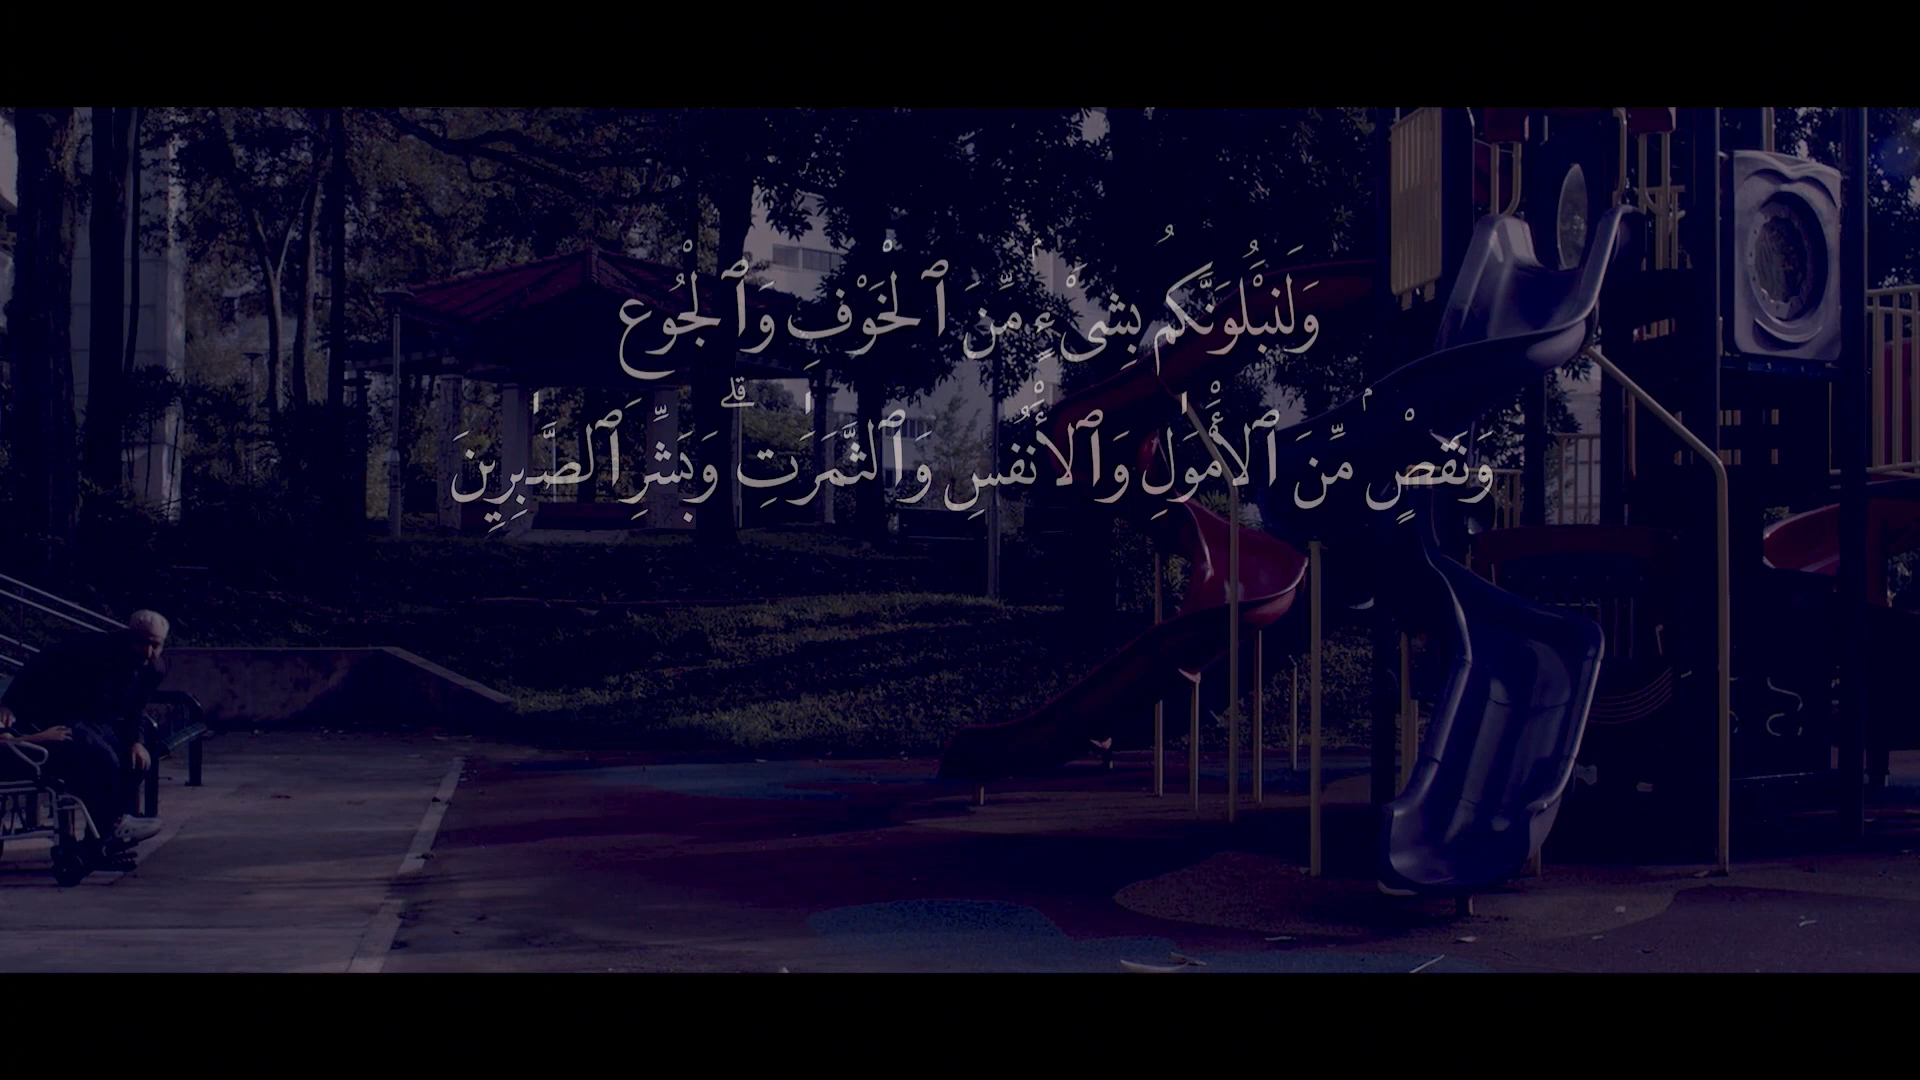 وَلَنَبْلُوَنَّكُم بِشَىْءٍۢ مِّنَ ٱلْخَوْفِ وَٱلْجُوعِ
وَنَقْصٍۢ مِّنَ ٱلْأَمْوَٰلِ وَٱلْأَنفُسِ وَٱلثَّمَرَٰتِ ۗ وَبَشِّرِ ٱلصَّـٰبِرِينَ